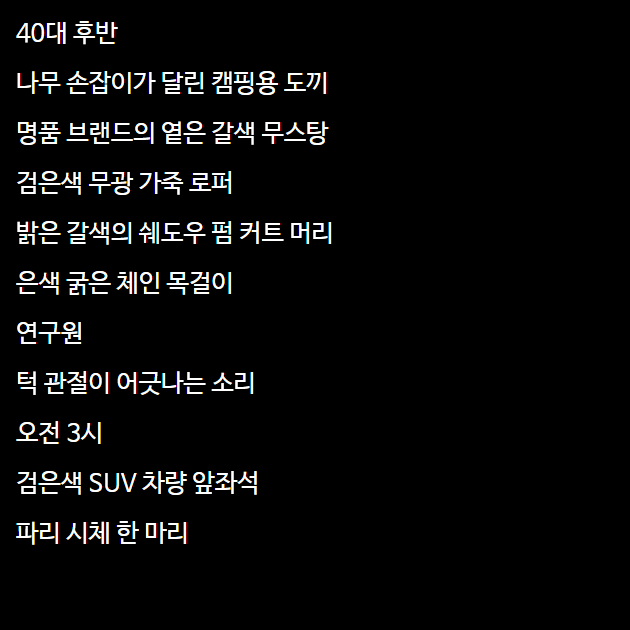 40대 후반
나무 손잡이가 달린 캠핑용 도끼
명품 브랜드의 옅은 갈색 무스탕
검은색 무광 가죽 로퍼
밝은 갈색의 쉐도우 펌 커트 머리
은색 굵은 체인 목걸이
연구원
턱 관절이 어긋나는 소리
오전 3시
검은색 SUV 차량 앞좌석
파리 시체 한 마리